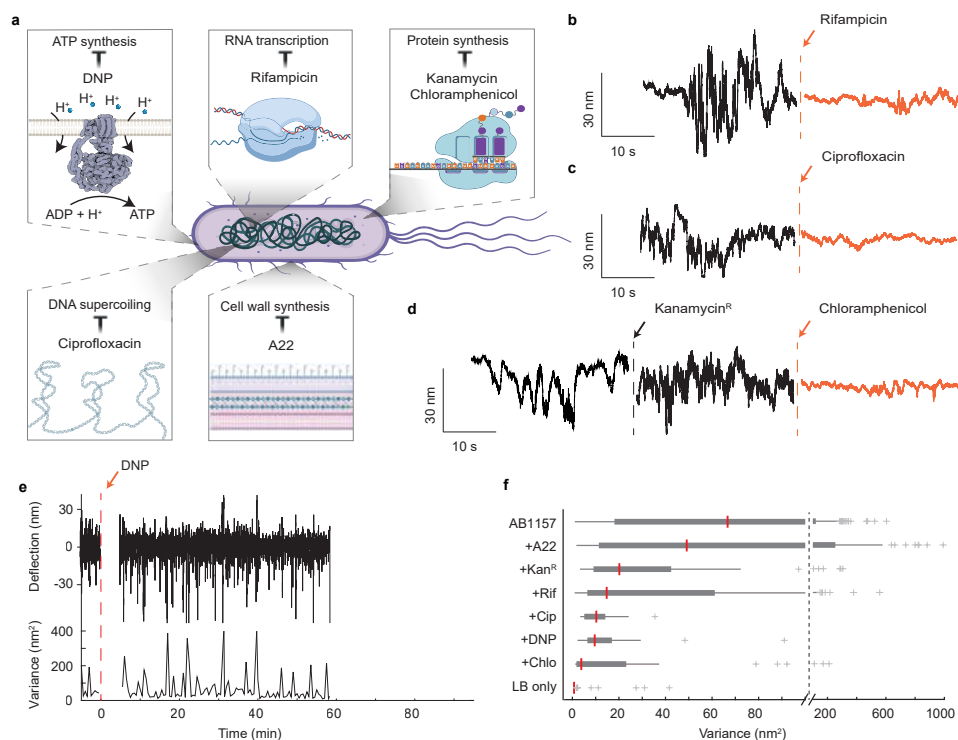 a
ATP synthesis
DNP
H⁺ H⁺ H⁺ H⁺
ADP + H⁺ ATP
RNA transcription
Rifampicin
Protein synthesis
Kanamycin
Chloramphenicol
DNA supercoiling
Ciprofloxacin
Cell wall synthesis
A22
b
Rifampicin
30 nm
10 s
c
Ciprofloxacin
30 nm
10 s
d
Kanamycinᴿ
Chloramphenicol
30 nm
10 s
e
DNP
Deflection (nm)
30
0
-30
Variance (nm²)
400
200
0
0 20 40 60 80
Time (min)
f
AB1157
+A22
+Kanᴿ
+Rif
+Cip
+DNP
+Chlo
LB only
0 20 40 60 80 200 600 1000
Variance (nm²)